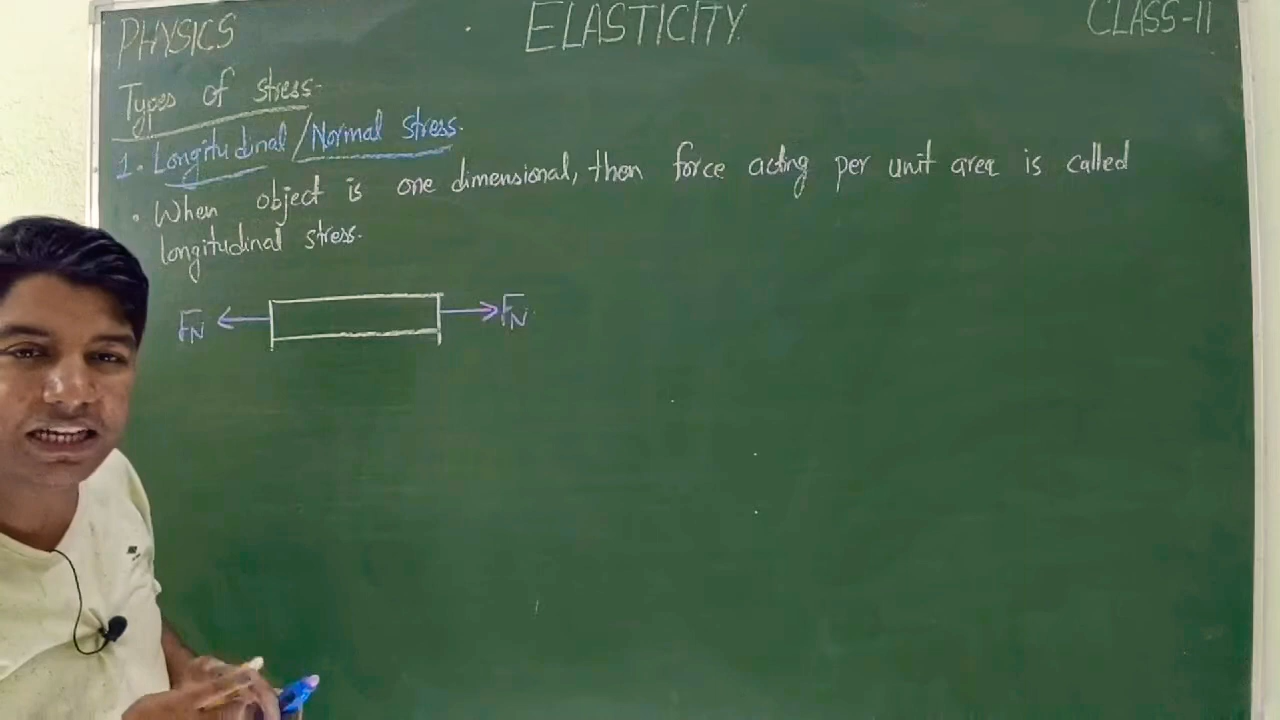 PHYSICS ELASTICITY CLASS-11
Types of stress-
1. Longitudinal/Normal stress.
• When object is one dimensional, then force acting per unit area is called
longitudinal stress.
FN FN